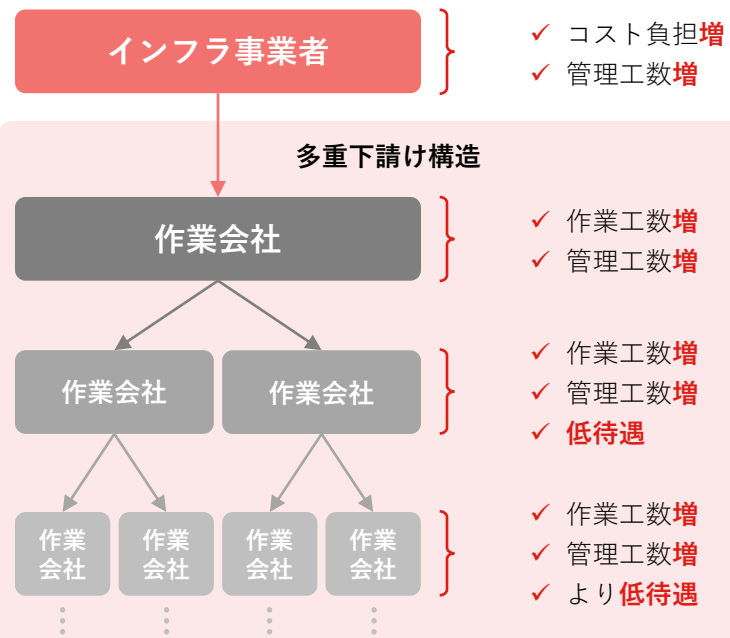 インフラ事業者
✓ コスト負担増
✓ 管理工数増
多重下請け構造
作業会社
✓ 作業工数増
✓ 管理工数増
作業会社
作業会社
✓ 作業工数増
✓ 管理工数増
✓ 低待遇
作業
会社
作業
会社
作業
会社
作業
会社
✓ 作業工数増
✓ 管理工数増
✓ より低待遇